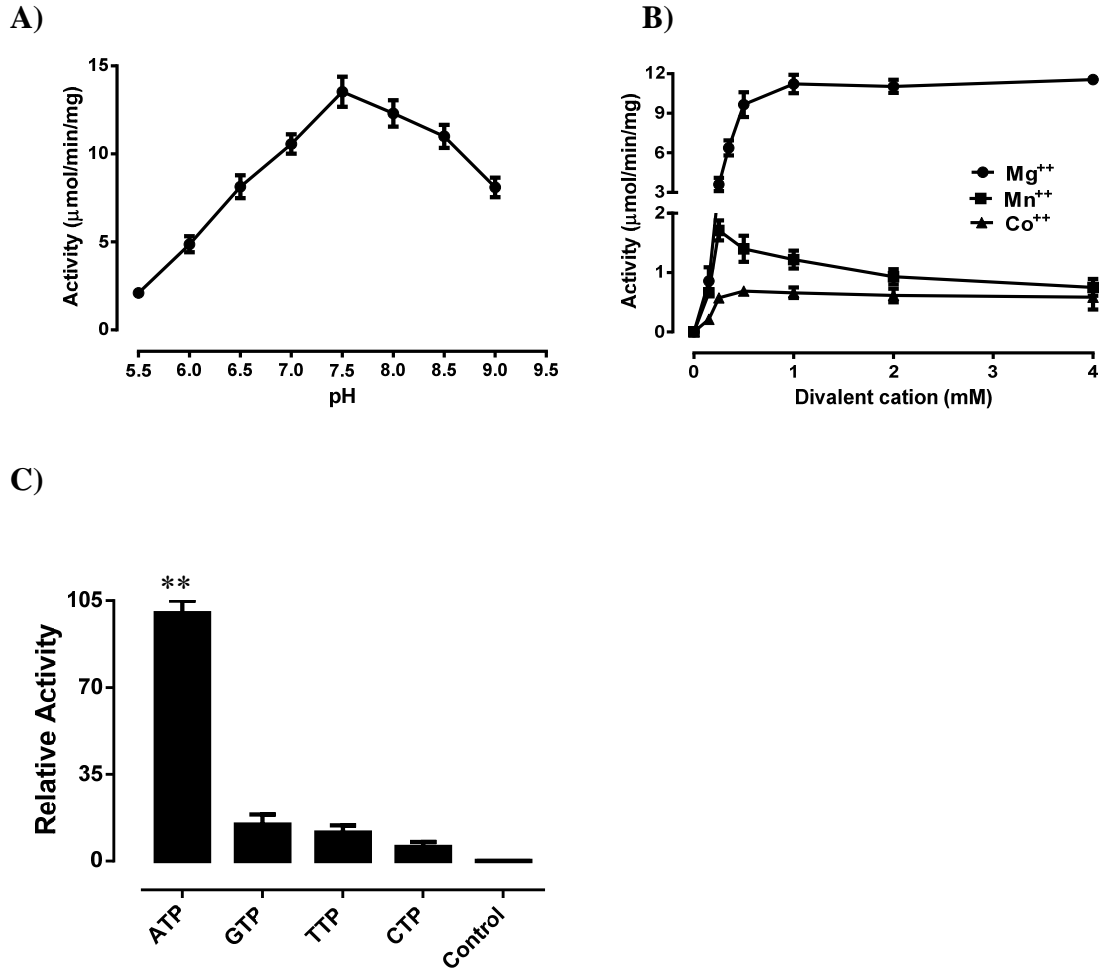 A)
Activity (μmol/min/mg)
15
10
5
0
5.5 6.0 6.5 7.0 7.5 8.0 8.5 9.0 9.5
pH
B)
Activity (μmol/min/mg)
12
9
6
3
2
1
0
Mg++
Mn++
Co++
0 1 2 3 4
Divalent cation (mM)
C)
Relative Activity
105
70
35
0
**
ATP GTP TTP CTP Control